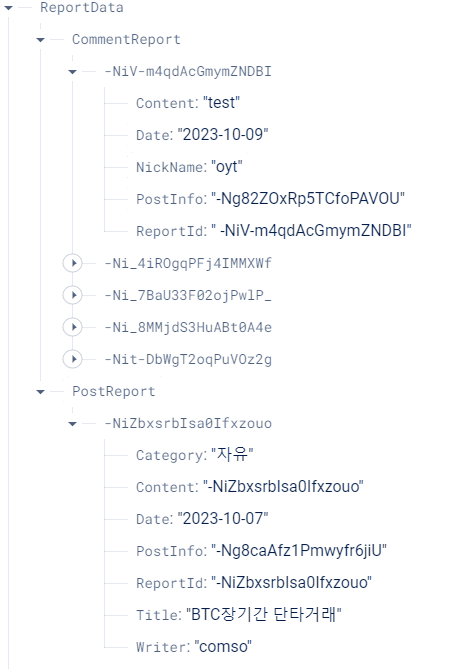 ReportData
CommentReport
-NiV-m4qdAcGmymZNDBI
Content: "test"
Date: "2023-10-09"
NickName: "oyt"
PostInfo: "-Ng82ZOxRp5TCfoPAVOU"
ReportId: " -NiV-m4qdAcGmymZNDBI"
-Ni_4iROgqPFj4IMMXWf
-Ni_7BaU33F02ojPwlP_
-Ni_8MMjdS3HuABt0A4e
-Nit-DbWgT2oqPuVOz2g
PostReport
-NiZbxsrbIsa0Ifxzouo
Category: "자유"
Content: "-NiZbxsrbIsa0Ifxzouo"
Date: "2023-10-07"
PostInfo: "-Ng8caAfz1Pmwyfr6jiU"
ReportId: "-NiZbxsrbIsa0Ifxzouo"
Title: "BTC장기간 단타거래"
Writer: "comso"